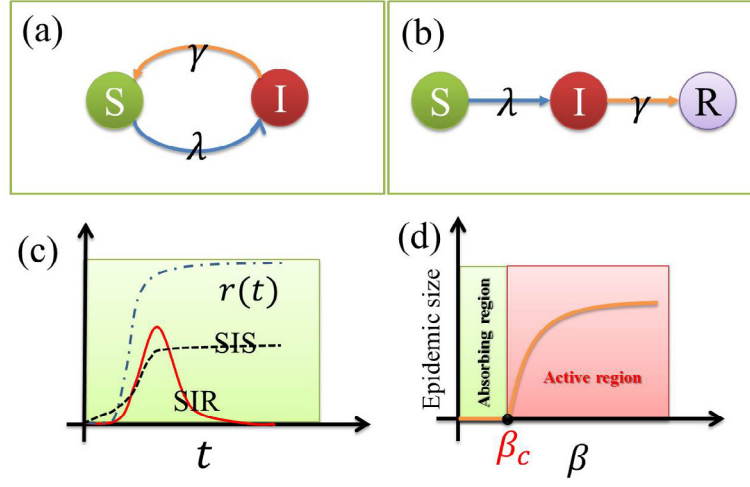 (a)
γ
S
I
λ
(b)
S
λ
I
γ
R
(c)
r(t)
SIS
SIR
t
(d)
Epidemic size
Absorbing region
Active region
β_c
β